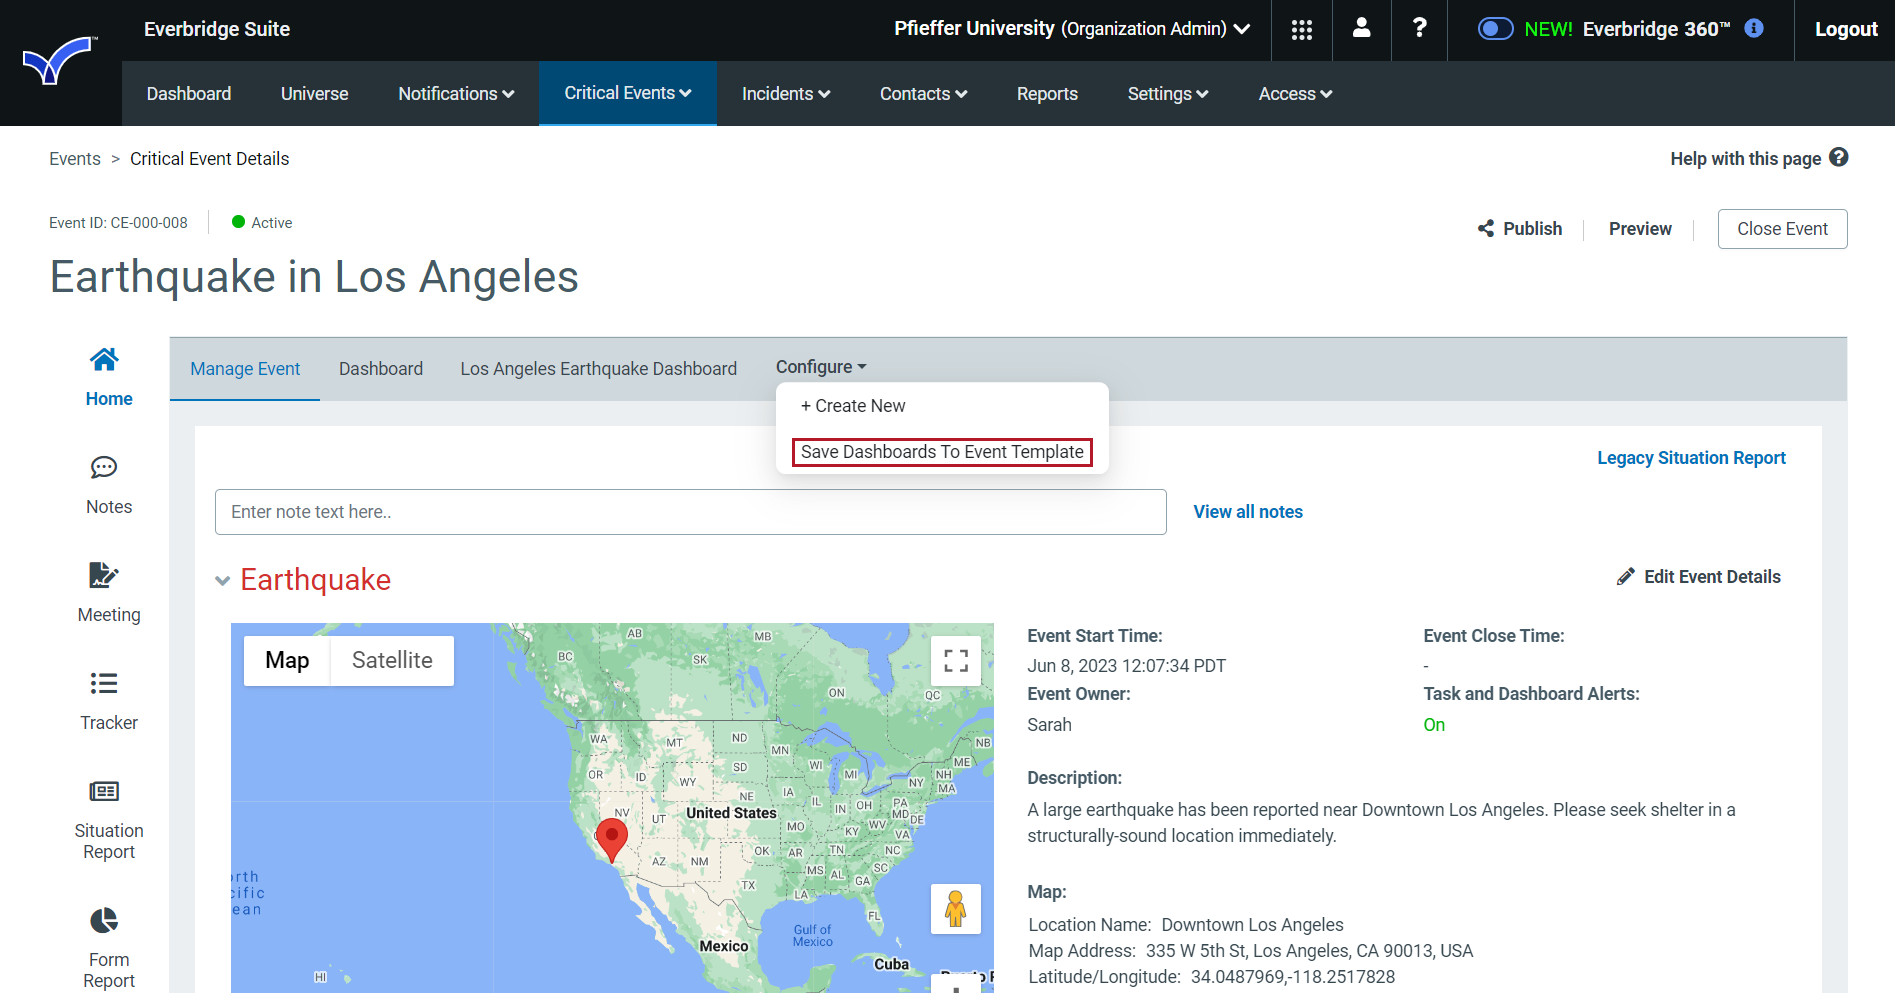 Everbridge Suite
Pfieffer University (Organization Admin)
?
NEW! Everbridge 360™
Logout
Dashboard
Universe
Notifications
Critical Events
Incidents
Contacts
Reports
Settings
Access
Events > Critical Event Details
Help with this page
Event ID: CE-000-008
Active
Publish
Preview
Close Event
Earthquake in Los Angeles
Home
Notes
Meeting
Tracker
Situation
Report
Form
Report
Manage Event
Dashboard
Los Angeles Earthquake Dashboard
Configure
+ Create New
Save Dashboards To Event Template
Legacy Situation Report
Enter note text here..
View all notes
Earthquake
Edit Event Details
Map
Satellite
AB
MB
BC
SK
ON
QC
WA
MT
ND
MN
NB
OR
ID
SD
WI
MI
ME
NH
NY
MA
WY
NE
IA
IL
IN
OH
PA
MD
DE
NV
UT
United States
MO
KY
WV
VA
AZ
NM
OK
AR
TN
NC
MS
AL
SC
GA
TX
LA
FL
Gulf of
Mexico
Mexico
Cuba
HI
Event Start Time:
Jun 8, 2023 12:07:34 PDT
Event Owner:
Sarah
Event Close Time:
-
Task and Dashboard Alerts:
On
Description:
A large earthquake has been reported near Downtown Los Angeles. Please seek shelter in a
structurally-sound location immediately.
Map:
Location Name: Downtown Los Angeles
Map Address: 335 W 5th St, Los Angeles, CA 90013, USA
Latitude/Longitude: 34.0487969,-118.2517828